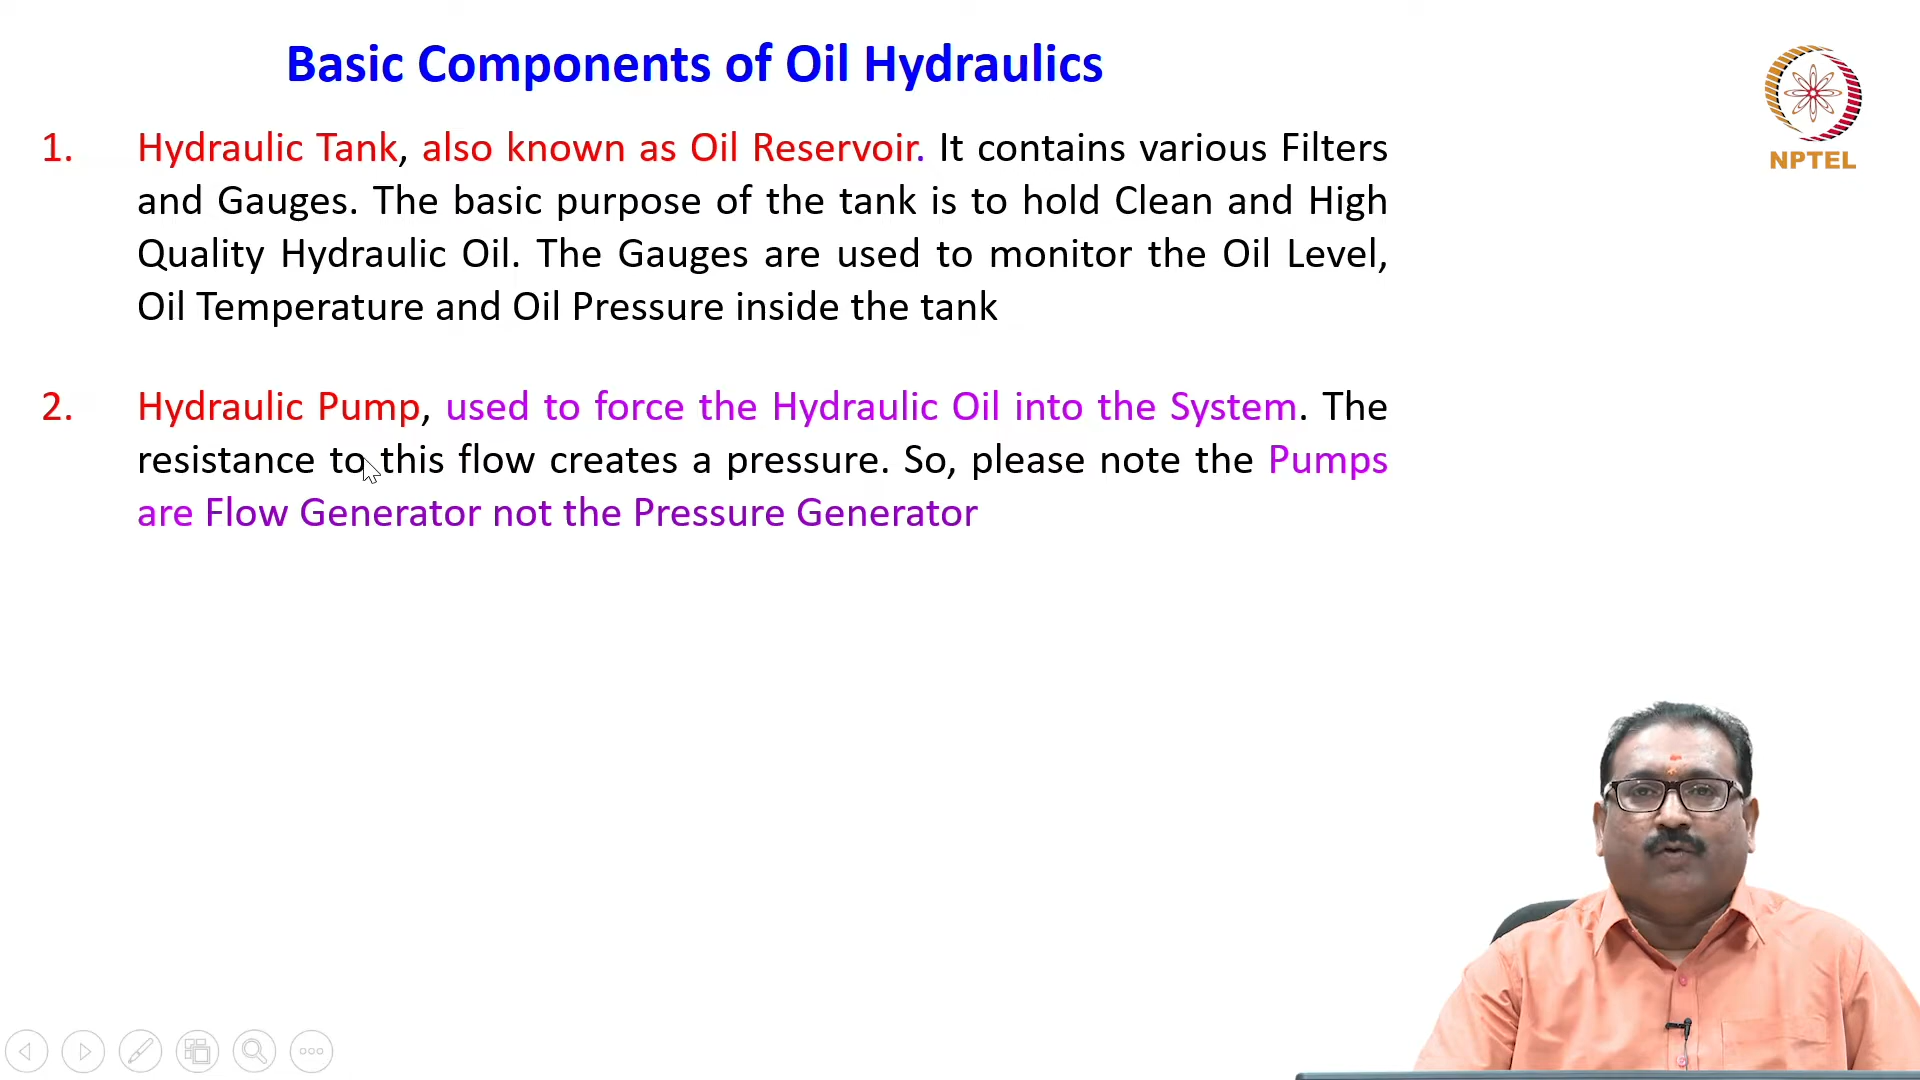 Basic Components of Oil Hydraulics
NPTEL
1. Hydraulic Tank, also known as Oil Reservoir. It contains various Filters
and Gauges. The basic purpose of the tank is to hold Clean and High
Quality Hydraulic Oil. The Gauges are used to monitor the Oil Level,
Oil Temperature and Oil Pressure inside the tank
2. Hydraulic Pump, used to force the Hydraulic Oil into the System. The
resistance to this flow creates a pressure. So, please note the Pumps
are Flow Generator not the Pressure Generator